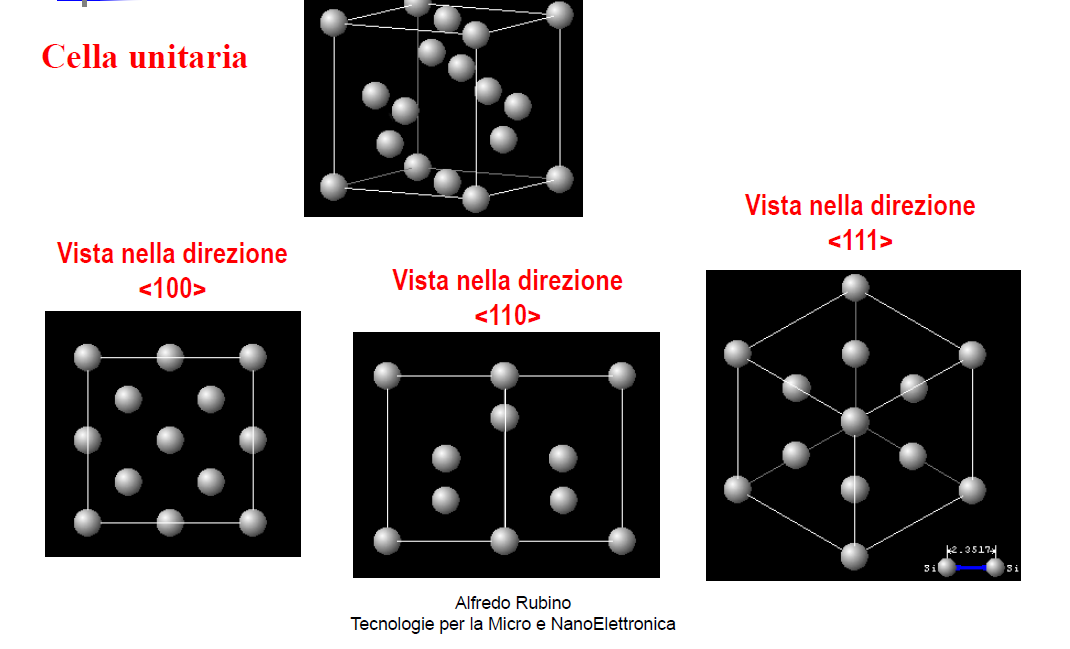 Cella unitaria
Vista nella direzione
<100>
Vista nella direzione
<110>
Vista nella direzione
<111>
2.3517
Si
Si
Alfredo Rubino
Tecnologie per la Micro e NanoElettronica